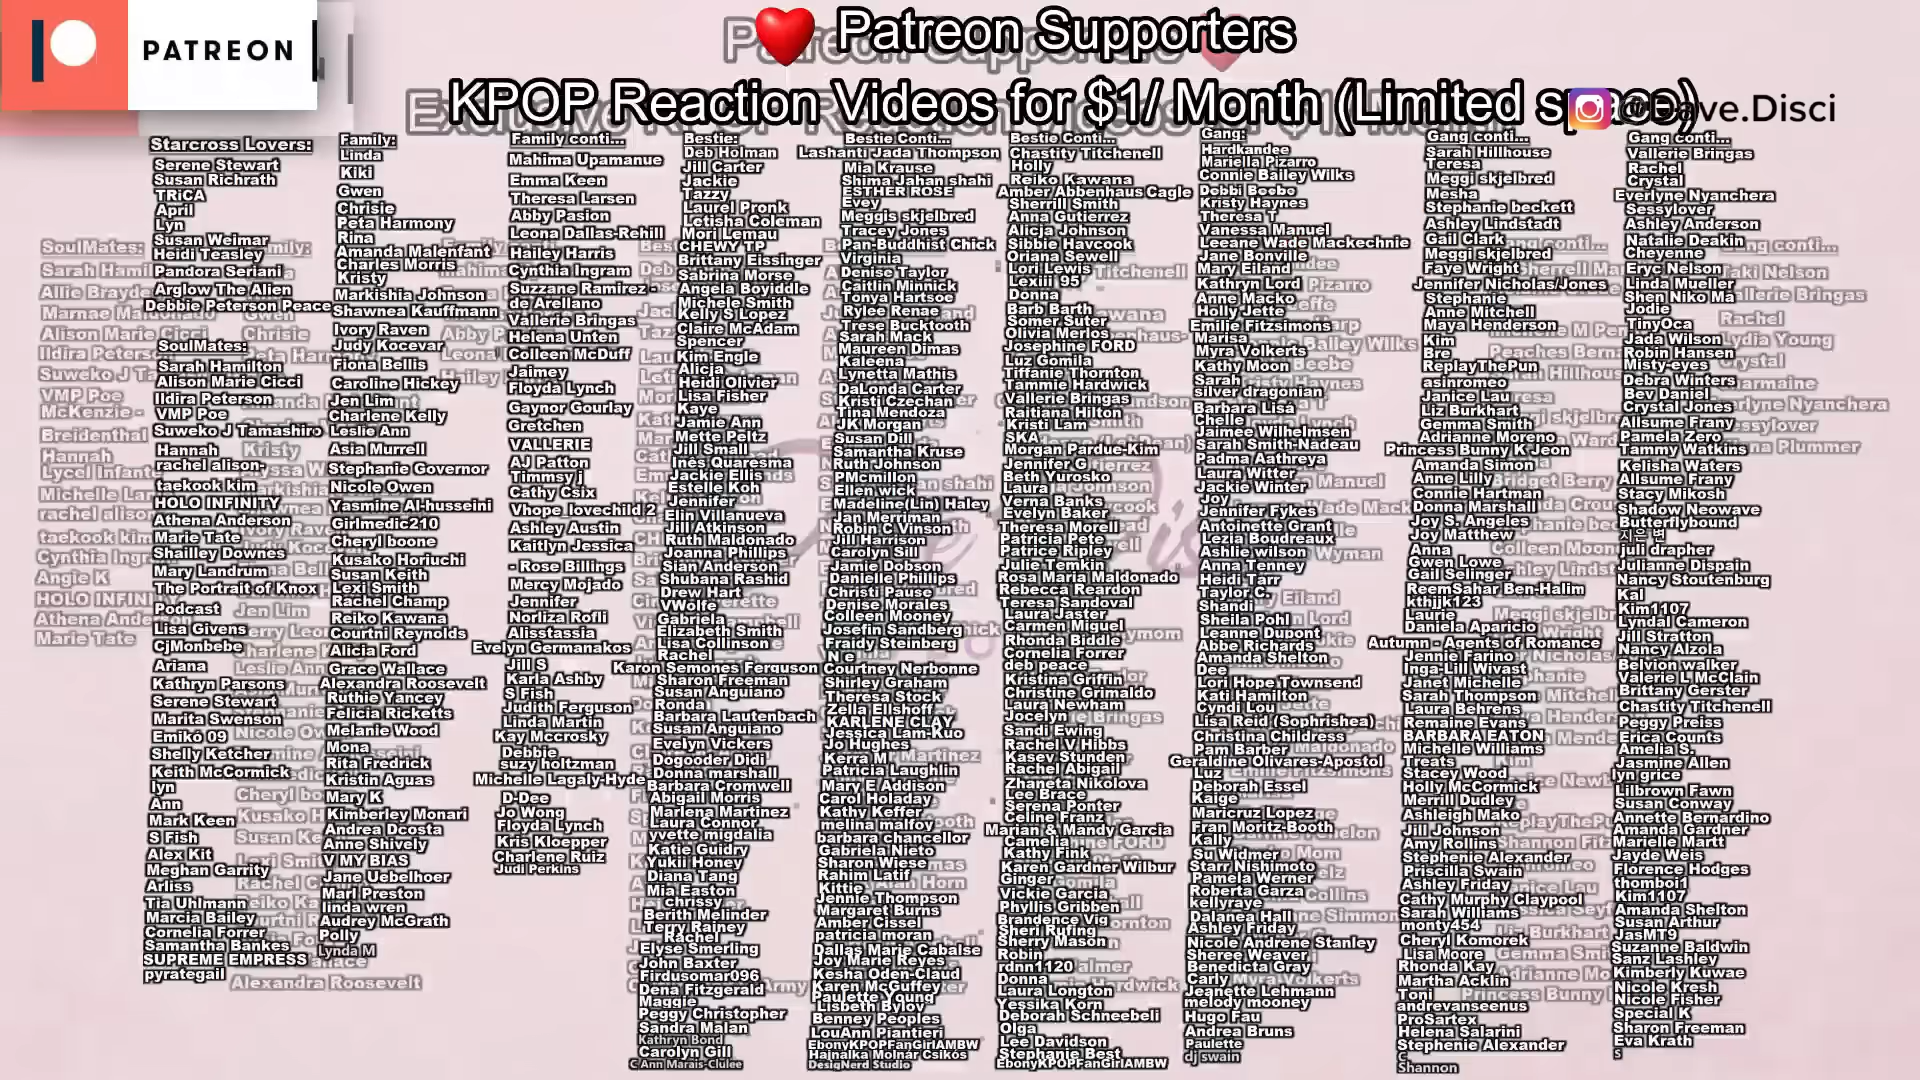 PATREON
Patreon Supporters
KPOP Reaction Videos for $1/ Month (Limited space)
@Dave.Disci
Starcross Lovers:
Serene Stewart
Susan Richrath
TRiCA
April
Lyn
Susan Weimar
Heidi Teasley
Pandora Seriani
Arglow The Alien
Debbie Peterson Peace
SoulMates:
Sarah Hamilton
Alison Marie Cicci
Ildira Peterson
VMP Poe
Suweko J Tamashiro
Hannah
rachel alison-
taekook kim
HOLO INFINITY
Athena Anderson
Marie Tate
Shailley Downes
Mary Landrum
The Portrait of Knox
Podcast
Lisa Givens
CjMonbebe
Ariana
Kathryn Parsons
Serene Stewart
Marita Swenson
Emiko 09
Shelly Ketcher
Keith McCormick
lyn
Ann
Mark Keen
S Fish
Alex Kit
Meghan Garrity
Arliss
Tia Uhlmann
Marcia Bailey
Cornelia Forrer
Samantha Bankes
SUPREME EMPRESS
pyrategail
Family:
Linda
Kiki
Gwen
Chrisie
Peta Harmony
Rina
Amanda Malenfant
Charles Morris
Kristy
Markishia Johnson
Shawnea Kauffmann
Ivory Raven
Judy Kocevar
Fiona Bellis
Caroline Hickey
Jen Lim
Charlene Kelly
Leslie Ann
Asia Murrell
Stephanie Governor
Nicole Owen
Yasmine Al-husseini
Girlmedic210
Cheryl boone
Kusako Horiuchi
Susan Keith
Lexi Smith
Rachel Champ
Reiko Kawana
Courtni Reynolds
Alicia Ford
Grace Wallace
Alexandra Roosevelt
Ruthie Yancey
Felicia Ricketts
Melanie Wood
Mona
Rita Fredrick
Kristin Aguas
Mary K
Kimberley Monari
Andrea Dcosta
Anne Shively
V MY BIAS
Jane Uebelhoer
Marl Preston
linda wren
Audrey McGrath
Polly
Lynda M
Family conti...
Mahima Upamanue
Emma Keen
Theresa Larsen
Abby Pasion
Leona Dallas-Rehill
Hailey Harris
Cynthia Ingram
Suzzane Ramirez -
de Arellano
Vallerie Bringas
Helena Unten
Colleen McDuff
Jaimey
Floyda Lynch
Gaynor Gourlay
Gretchen
VALLERIE
AJ Patton
Timmsy j
Cathy Csix
Vhope_lovechild 2
Ashley Austin
Kaitlyn Jessica
- Rose Billings
Mercy Mojado
Jennifer
Norliza Rofli
Alisstassia
Evelyn Germanakos
Jill S
Karla Ashby
S Fish
Judith Ferguson
Linda Martin
Kay Mccrosky
Debbie
suzy holtzman
Michelle Lagaly-Hyde
D-Dee
Jo Wong
Floyda Lynch
Kris Kloepper
Charlene Ruiz
Judi Perkins
Bestie:
Deb Holman
Jill Carter
Jackie
Tazzy
Laurel Pronk
Letisha Coleman
Mori Lemau
CHEWY TP
Brittany Eissinger
Sabrina Morse
Angela Boyiddle
Michele Smith
Kelly S Lopez
Claire McAdam
Spencer
Kim Engle
Alicja
Heidi Olivier
Lisa Fisher
Kaye
Jamie Ann
Mette Peltz
Jill Small
Inês Quaresma
Jackie Ellis
Estelle Koh
Jennifer
Elin Villanueva
Jill Atkinson
Ruth Maldonado
Joanna Phillips
Sian Anderson
Shubana Rashid
Drew Hart
VWolfe
Gabriela
Elizabeth Smith
Lisa Collinson
Rachel
Karon Semones Ferguson
Sharon Freeman
Susan Anguiano
Ronda
Barbara Lautenbach
Susan Anguiano
Evelyn Vickers
Dogooder Didi
Donna marshall
Barbara Cromwell
Abigail Morris
Marlena Martinez
Laura Connor
yvette migdalia
Katie Guidry
Yukii Honey
Diana Tang
Mia Easton
chrissy
Berith Melinder
Terry Rainey
Rachel
Elyse Smerling
John Baxter
Firdusomar096
Dena Fitzgerald
Maggie
Peggy Christopher
Sandra Malan
Kathryn Bond
Carolyn Gill
C Ann Marais-Clulee
Bestie Conti...
Lashanti Jada Thompson
Mia Krause
Shima Jahan shahi
ESTHER ROSE
Evey
Meggis skjelbred
Tracey Jones
Pan-Buddhist Chick
Virginia
Denise Taylor
Caitlin Minnick
Tonya Hartsoe
Rylee Renae
Trese Bucktooth
Sarah Mack
Maureen Dimas
Kaleena
Lynetta Mathis
DaLonda Carter
Kristi Czechan
Tina Mendoza
JK Morgan
Susan Dill
Samantha Kruse
Ruth Johnson
PMcmillon
Ellen wick
Madeline(Lin) Haley
Jan Merriman
Ronni C Vinson
Jill Harrison
Carolyn Sill
Jamie Dobson
Danielle Phillips
Christi Pause
Denise Morales
Colleen Mooney
Josefin Sandberg
Fraidy Steinberg
N e
Courtney Nerbonne
Shirley Graham
Theresa Stock
Zella Ellshoff
KARLENE CLAY
Jessica Lam-Kuo
Jo Hughes
Kerra M
Patricia Laughlin
Mary E Addison
Carol Holaday
Kathy Keffer
melina malfoy
barbara chancellor
Gabriela Nieto
Sharon Wiese
Rahim Latif
Kittie
Jennie Thompson
Margaret Burns
Amber Cissel
patricia moran
Dallas Marie Cabalse
Joy Marie Reyes
Kesha Oden-Claud
Karen McGuffey
Paulette Young
Lisbeth Bylov
Benney Peoples
LouAnn Piantieri
EbonyKPOPFanGirlAMBW
Hajnalka Molnár Csikós
DesigNerd Studio
Bestie Conti...
Chastity Titchenell
Holly
Reiko Kawana
Amber Abbenhaus Cagle
Sherrill Smith
Anna Gutierrez
Alicja Johnson
Sibbie Havcook
Oriana Sewell
Lori Lewis
Lexiii 95
Donna
Barb Barth
Somer Suter
Olivia Merlos
Josephine FORD
Luz Gomila
Tiffanie Thornton
Tammie Hardwick
Vallerie Bringas
Raitiana Hilton
Kristi Lam
SKA
Morgan Pardue-Kim
Jennifer G
Beth Yurosko
Laura
Verna Banks
Evelyn Baker
Theresa Morell
Patricia Pete
Patrice Ripley
Julie Temkin
Rosa Maria Maldonado
Rebecca Reardon
Teresa Sandoval
Laura Jaster
Carmen Miguel
Rhonda Biddle
Cornelia Forrer
deb peace
Kristina Griffin
Christine Grimaldo
Laura Newham
Jocelyn
Sandi Ewing
Rachel V Hibbs
Kasev Stunden
Rachel Abigail
Zhaneta Nikolova
Lee Brace
Serena Ponter
Celine Franz
Marian & Mandy Garcia
Camelia
Kathy Fink
Karen Gardner Wilbur
Ginger
Vickie Garcia
Phyllis Gribben
Brandence Vig
Sheri Rufing
Sherry Mason
Robin
rdnn1120
Donna
Laura Longton
Yessika Korn
Deborah Schneebeli
Olga
Lee Davidson
Stephanie Best
EbonyKPOPFanGirlAMBW
Gang:
Hardkandee
Mariella Pizarro
Connie Bailey Wilks
Debbi Beebe
Kristy Haynes
Theresa T
Vanessa Manuel
Leeane Wade Mackechnie
Jane Bonville
Mary Eiland
Kathryn Lord
Anne Macko
Holly Jette
Emilie Fitzsimons
Marisa
Myra Volkerts
Kathy Moon
Sarah
silver dragonian
Barbara Lisa
Chelle
Jaimee Wilhelmsen
Sarah Smith-Nadeau
Padma Aathreya
Laura Witter
Jackie Winter
Joy
Jennifer Fykes
Antoinette Grant
Lezia Boudreaux
Ashlie wilson
Anna Tenney
Heidi Tarr
Taylor C.
Shandi
Sheila Pohl
Leanne Dupont
Abbe Richards
Amanda Shelton
Dee
Lori Hope Townsend
Kati Hamilton
Cyndi Lou
Lisa Reid (Sophrishea)
Christina Childress
Pam Barber
Geraldine Olivares-Apostol
Luz
Deborah Essel
Kaige
Maricruz Lopez
Fran Moritz-Booth
Kally
Su Widmer
Starr Nishimoto
Pamela Werner
Roberta Garza
kellyraye
Dalanea Hall
Ashley Friday
Nicole Andrene Stanley
Sheree Weaver
Benedicta Gray
Carly
Jeanette Lehmann
melody mooney
Hugo Fau
Andrea Bruns
Paulette
dj swain
Gang conti...
Sarah Hillhouse
Teresa
Meggi skjelbred
Mesha
Stephanie beckett
Ashley Lindstadt
Gail Clark
Meggi skjelbred
Faye Wright
Jennifer Nicholas/Jones
Stephanie
Anne Mitchell
Maya Henderson
Kim
Bre
ReplayThePun
asinromeo
Janice Lau
Liz Burkhart
Gemma Smith
Adrianne Moreno
Princess Bunny K Jeon
Amanda Simon
Anne Lilly
Connie Hartman
Donna Marshall
Joy S. Angeles
Joy Matthew
Anna
Gwen Lowe
Gail Selinger
ReemSahar Ben-Halim
kthjjk123
Laurie
Daniela Aparicio
Autumn - Agents of Romance
Jennie Farino
Inga-Lill Wivast
Janet Michelle
Sarah Thompson
Laura Behrens
Remaine Evans
BARBARA EATON
Michelle Williams
Treats
Stacey Wood
Holly McCormick
Merrill Dudley
Ashleigh Mako
Jill Johnson
Amy Rollins
Stephenie Alexander
Priscilla Swain
Ashley Friday
Cathy Murphy Claypool
Sarah Williams
monty454
Cheryl Komorek
Lisa Moore
Rhonda Kay
Martha Acklin
Toni
andrevanseenus
ProSartex
Helena Salarini
Stephenie Alexander
C
Shannon
Gang conti...
Vallerie Bringas
Rachel
Crystal
Everlyne Nyanchera
Sessylover
Ashley Anderson
Natalie Deakin
Cheyenne
Eryc Nelson
Linda Mueller
Shen Niko Ma
Jodie
TinyOca
Jada Wilson
Robin Hansen
Misty-eyes
Debra Winters
Bev Daniel
Crystal Jones
Allsume Frany
Pamela Zero
Tammy Watkins
Kelisha Waters
Allsume Frany
Stacy Mikosh
Shadow Neowave
Butterflybound
지은 변
juli drapher
Julianne Dispain
Nancy Stoutenburg
Kal
Kim1107
Lyndal Cameron
Jill Stratton
Nancy Alzola
Belvion walker
Valerie L McClain
Brittany Gerster
Chastity Titchenell
Peggy Preiss
Erica Counts
Amelia S.
Jasmine Allen
lyn grice
Lilbrown Fawn
Susan Conway
Annette Bernardino
Amanda Gardner
Marielle Martt
Jayde Weis
Florence Hodges
thomboi1
Kim1107
Amanda Shelton
Susan Arthur
JasMT9
Suzanne Baldwin
Sanz Lashley
Kimberly Kuwae
Nicole Kresh
Nicole Fisher
Special K
Sharon Freeman
Eva Krath
S